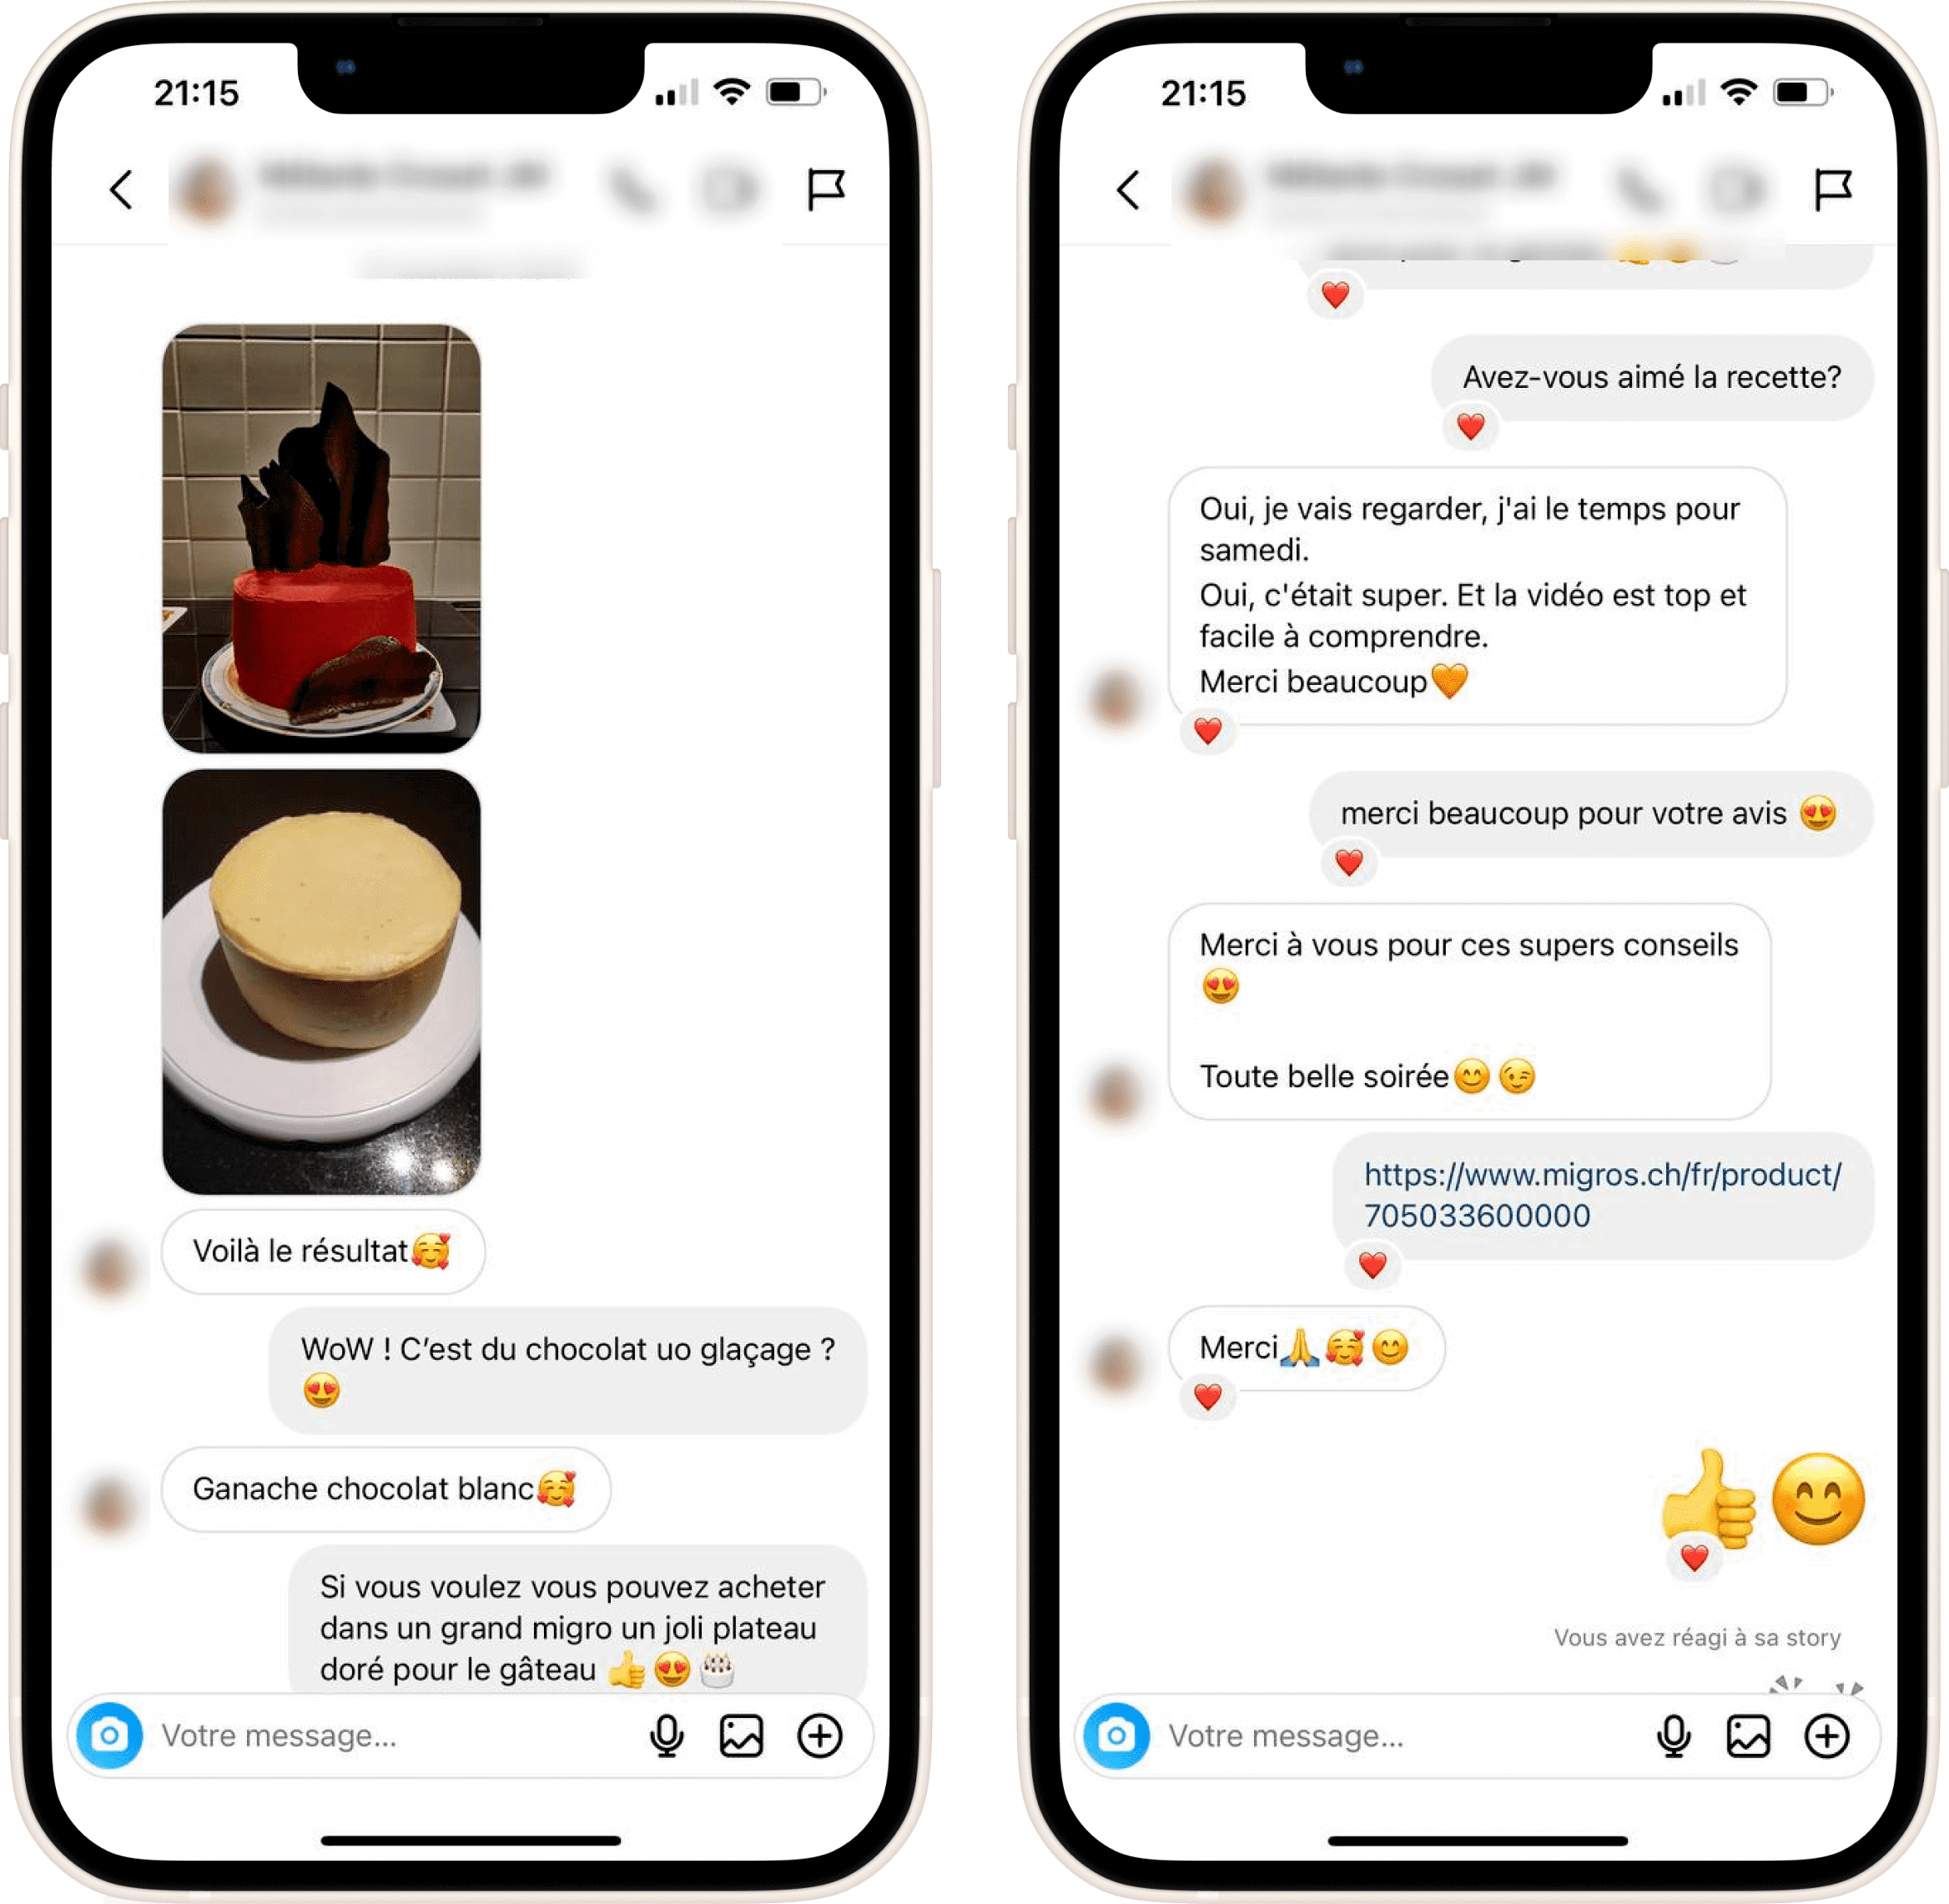 21:15
Voilà le résultat🥰
WoW ! C’est du chocolat uo glaçage ?
😍
Ganache chocolat blanc🥰
Si vous voulez vous pouvez acheter
dans un grand migro un joli plateau
doré pour le gâteau 👍😍🎂
Votre message...
21:15
Avez-vous aimé la recette?
Oui, je vais regarder, j'ai le temps pour
samedi.
Oui, c'était super. Et la vidéo est top et
facile à comprendre.
Merci beaucoup🧡
merci beaucoup pour votre avis 😍
Merci à vous pour ces supers conseils
😍
Toute belle soirée😊😉
https://www.migros.ch/fr/product/
705033600000
Merci🙏🥰😊
👍😊
Vous avez réagi à sa story
Votre message...